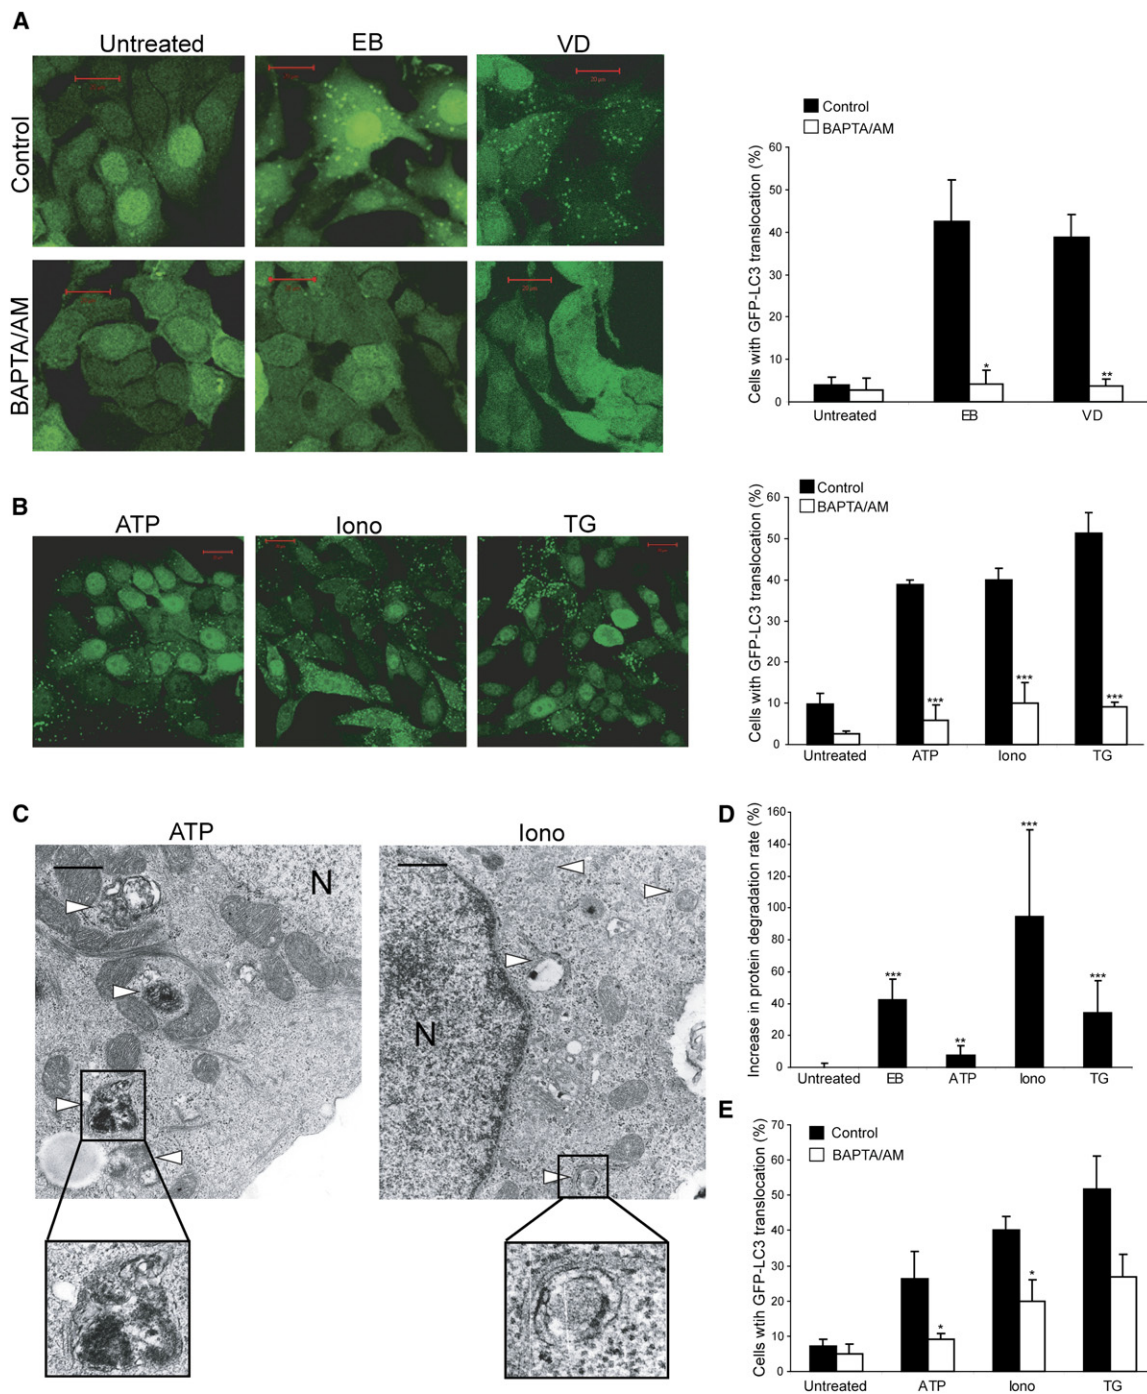 A
Untreated
EB
VD
Control
BAPTA/AM
20µm
20µm
Control
BAPTA/AM
Cells with GFP-LC3 translocation (%)
60
50
40
30
20
10
0
*
**
Untreated
EB
VD
B
ATP
Iono
TG
Control
BAPTA/AM
Cells with GFP-LC3 translocation (%)
60
50
40
30
20
10
0
***
***
***
Untreated
ATP
Iono
TG
C
ATP
Iono
N
N
D
Increase in protein degradation rate (%)
160
140
120
100
80
60
40
20
0
***
**
***
***
Untreated
EB
ATP
Iono
TG
E
Control
BAPTA/AM
Cells wtih GFP-LC3 translocation (%)
70
60
50
40
30
20
10
0
*
*
Untreated
ATP
Iono
TG